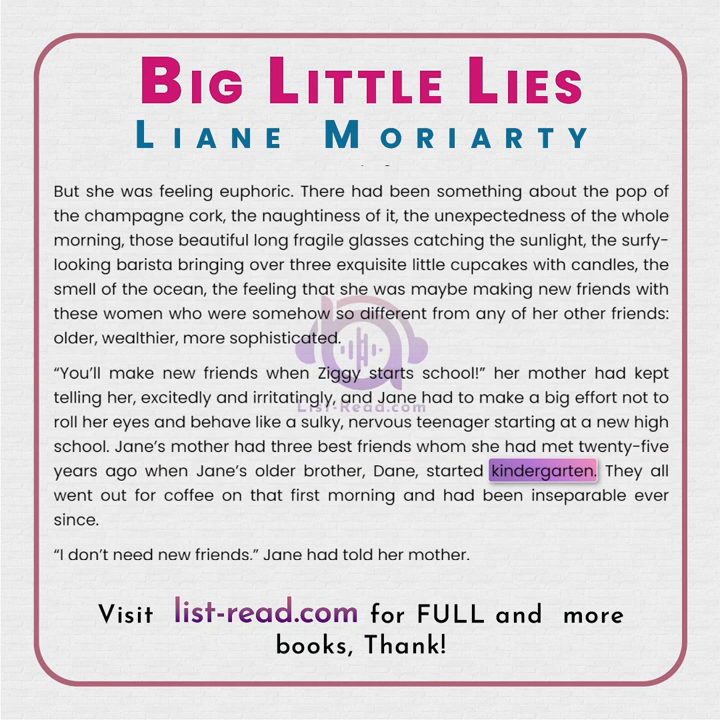 Big Little Lies
Liane Moriarty
But she was feeling euphoric. There had been something about the pop of
the champagne cork, the naughtiness of it, the unexpectedness of the whole
morning, those beautiful long fragile glasses catching the sunlight, the surfy-
looking barista bringing over three exquisite little cupcakes with candles, the
smell of the ocean, the feeling that she was maybe making new friends with
these women who were somehow so different from any of her other friends:
older, wealthier, more sophisticated.
“You’ll make new friends when Ziggy starts school!” her mother had kept
telling her, excitedly and irritatingly, and Jane had to make a big effort not to
List-Read.com
roll her eyes and behave like a sulky, nervous teenager starting at a new high
school. Jane’s mother had three best friends whom she had met twenty-five
years ago when Jane’s older brother, Dane, started kindergarten. They all
went out for coffee on that first morning and had been inseparable ever
since.
“I don’t need new friends.” Jane had told her mother.
Visit list-read.com for FULL and more
books, Thank!